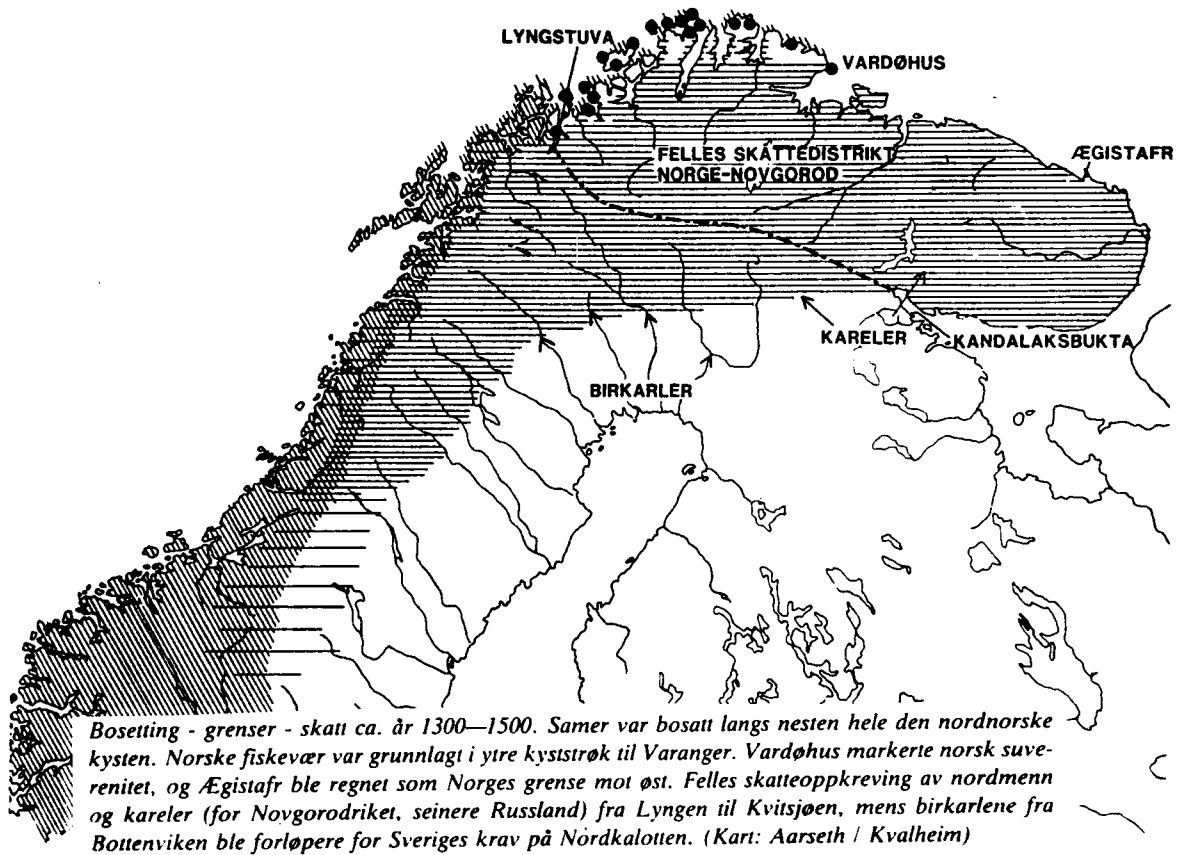 LYNGSTUVA
VARDØHUS
FELLES SKATTEDISTRIKT
NORGE-NOVGOROD
ÆGISTAFR
KARELER
KANDALAKSBUKTA
BIRKARLER
Bosetting - grenser - skatt ca. år 1300—1500. Samer var bosatt langs nesten hele den nordnorske
kysten. Norske fiskevær var grunnlagt i ytre kyststrøk til Varanger. Vardøhus markerte norsk suve-
renitet, og Ægistafr ble regnet som Norges grense mot øst. Felles skatteoppkreving av nordmenn
og kareler (for Novgorodriket, seinere Russland) fra Lyngen til Kvitsjøen, mens birkarlene fra
Bottenviken ble forløpere for Sveriges krav på Nordkalotten. (Kart: Aarseth / Kvalheim)